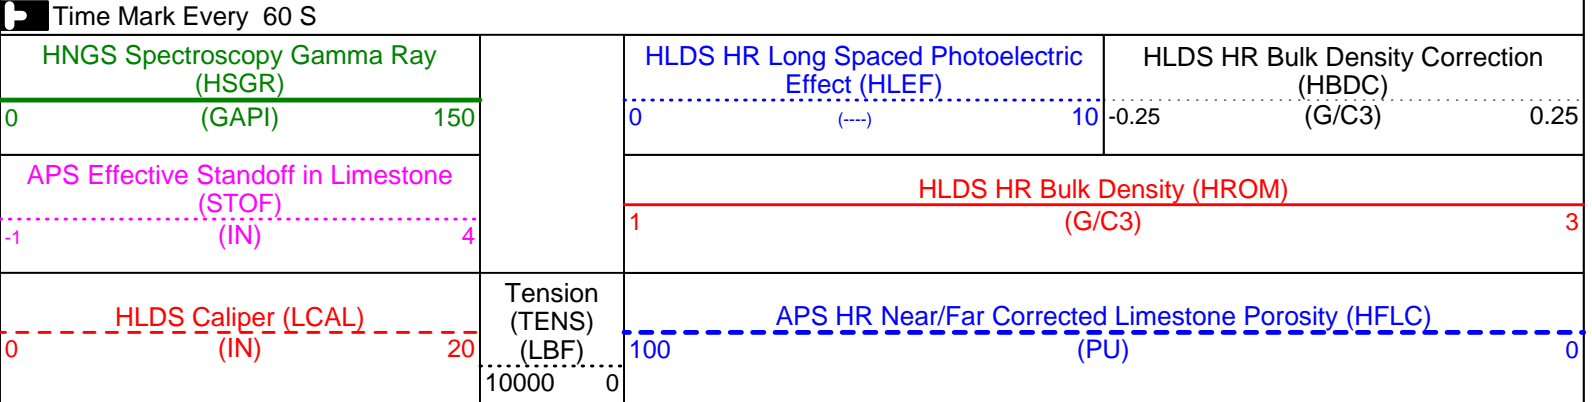 Time Mark Every 60 S
HNGS Spectroscopy Gamma Ray
(HSGR)
0 (GAPI) 150
HLDS HR Long Spaced Photoelectric
Effect (HLEF)
0 (----) 10
HLDS HR Bulk Density Correction
(HBDC)
-0.25 (G/C3) 0.25
APS Effective Standoff in Limestone
(STOF)
-1 (IN) 4
HLDS HR Bulk Density (HROM)
1 (G/C3) 3
HLDS Caliper (LCAL)
0 (IN) 20
Tension
(TENS)
(LBF)
10000 0
APS HR Near/Far Corrected Limestone Porosity (HFLC)
100 (PU) 0